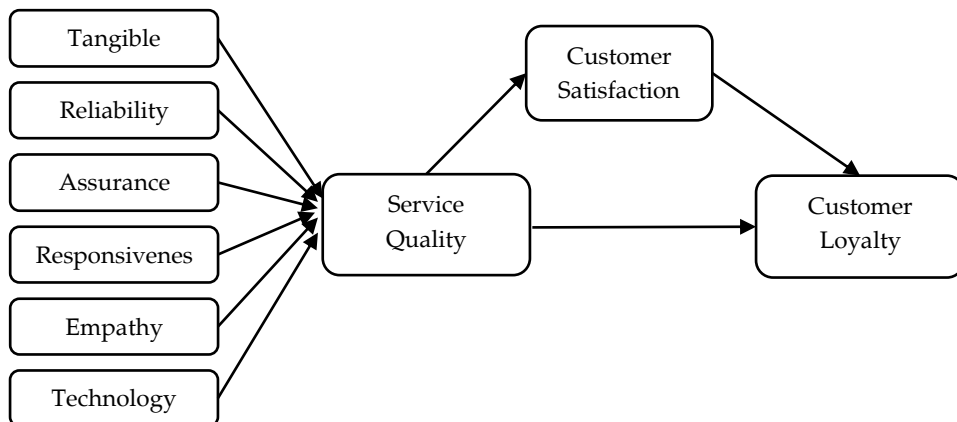 Tangible
Reliability
Assurance
Responsivenes
Empathy
Technology
Service
Quality
Customer
Satisfaction
Customer
Loyalty